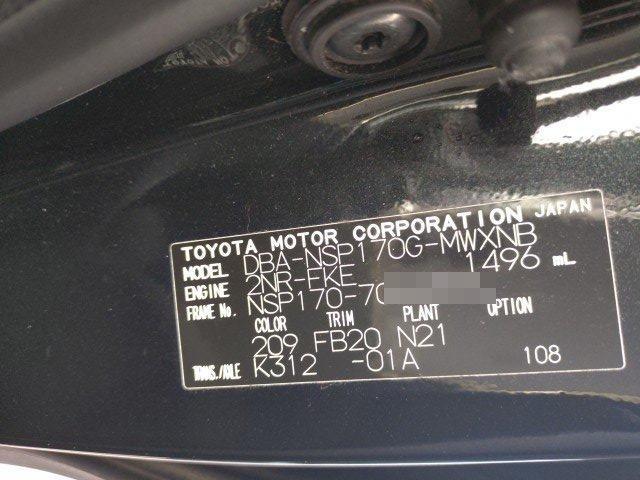 TOYOTA MOTOR CORPORATION JAPAN
MODEL DBA-NSP170G-MWXNB
ENGINE 2NR-FKE 1496 mL
FRAME No. NSP170-70
COLOR TRIM PLANT OPTION
209 FB20 N21
TRANS./AXLE K312 -01A 108